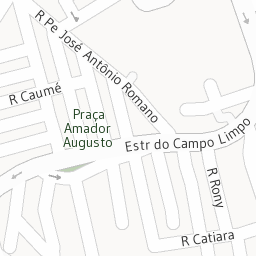 R Pe José Antônio Romano
R Caumé
Praça
Amador
Augusto
Estr do Campo Limpo
R Rony
R Catiara